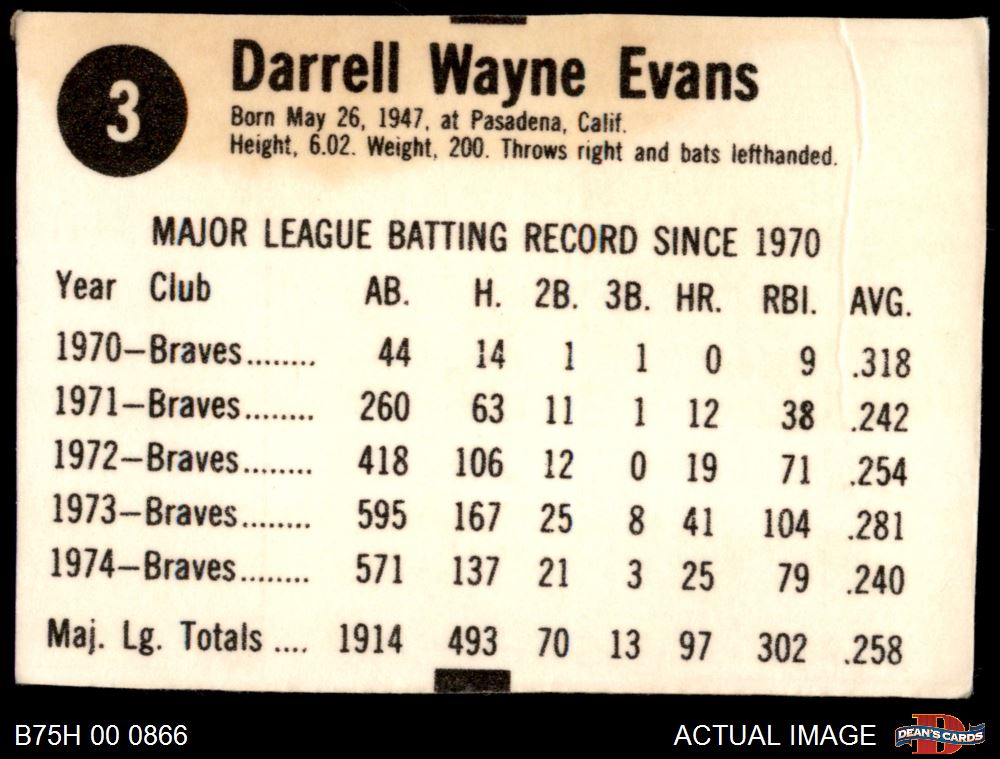 3
Darrell Wayne Evans
Born May 26, 1947, at Pasadena, Calif.
Height, 6.02. Weight, 200. Throws right and bats lefthanded.
MAJOR LEAGUE BATTING RECORD SINCE 1970
Year Club AB. H. 2B. 3B. HR. RBI. AVG.
1970—Braves........ 44 14 1 1 0 9 .318
1971—Braves........ 260 63 11 1 12 38 .242
1972—Braves........ 418 106 12 0 19 71 .254
1973—Braves........ 595 167 25 8 41 104 .281
1974—Braves........ 571 137 21 3 25 79 .240
Maj. Lg. Totals .... 1914 493 70 13 97 302 .258
B75H 00 0866 ACTUAL IMAGE DEAN'S CARDS